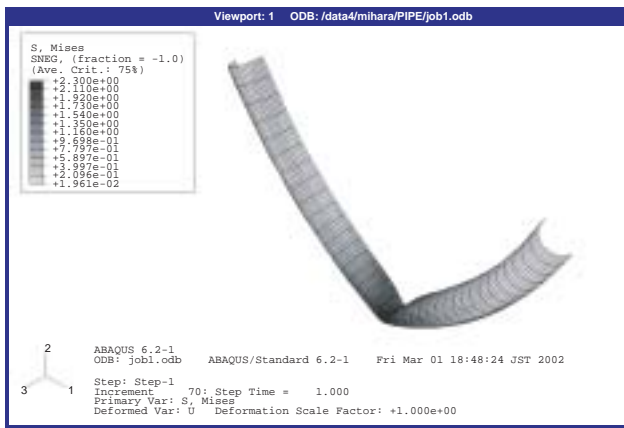 Viewport: 1 ODB: /data4/mihara/PIPE/job1.odb
S, Mises
SNEG, (fraction = -1.0)
(Ave. Crit.: 75%)
+2.300e+00
+2.110e+00
+1.920e+00
+1.730e+00
+1.540e+00
+1.350e+00
+1.160e+00
+9.698e-01
+7.797e-01
+5.897e-01
+3.997e-01
+2.096e-01
+1.961e-02
2
3
1
ABAQUS 6.2-1
ODB: job1.odb ABAQUS/Standard 6.2-1 Fri Mar 01 18:48:24 JST 2002
Step: Step-1
Increment 70: Step Time = 1.000
Primary Var: S, Mises
Deformed Var: U Deformation Scale Factor: +1.000e+00